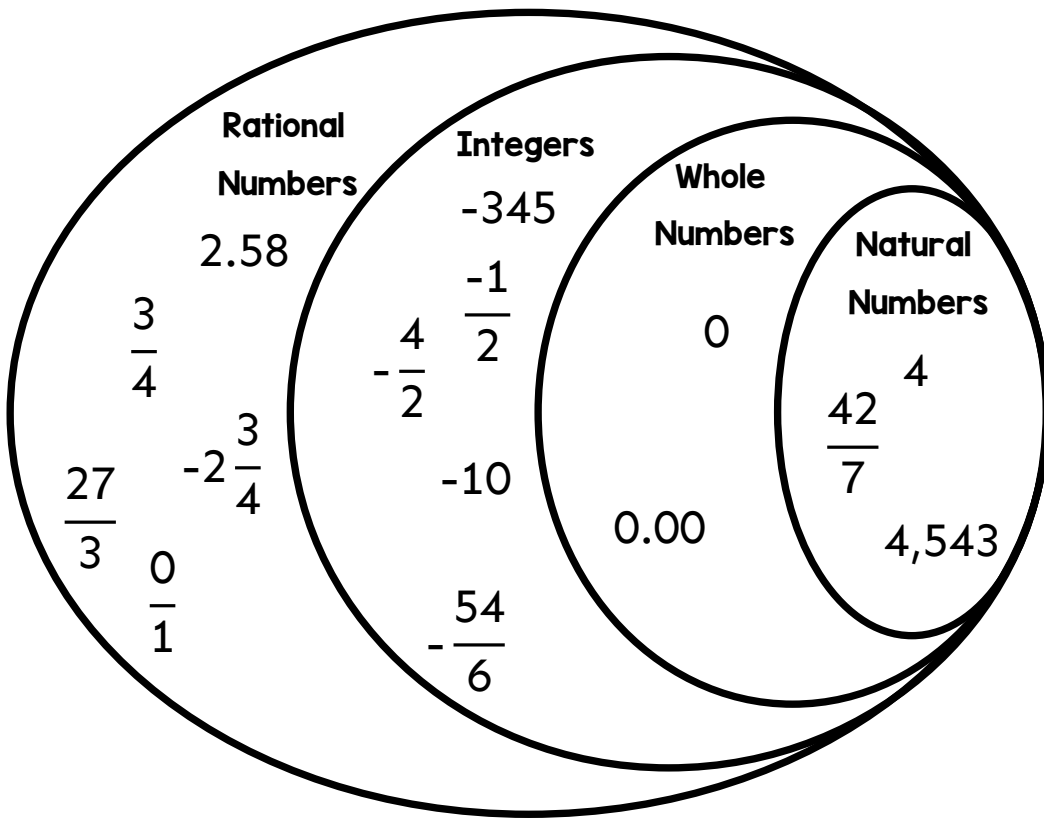 Rational
Numbers
2.58
3/4
-2 3/4
27/3
0/1
Integers
-345
-1/2
-4/2
-10
-54/6
Whole
Numbers
0
0.00
Natural
Numbers
4
42/7
4,543